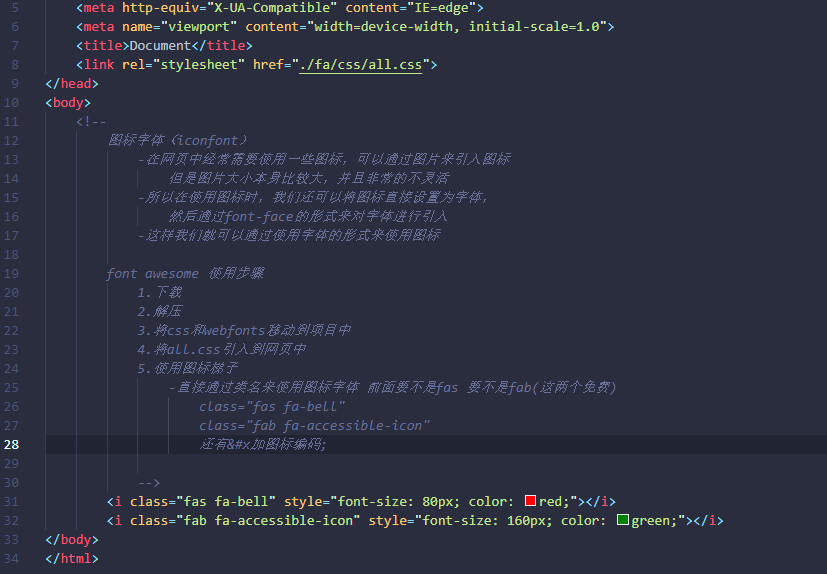 5 <meta http-equiv="X-UA-Compatible" content="IE=edge">
6 <meta name="viewport" content="width=device-width, initial-scale=1.0">
7 <title>Document</title>
8 <link rel="stylesheet" href="./fa/css/all.css">
9 </head>
10 <body>
11 <!--
12 图标字体（iconfont）
13 -在网页中经常需要使用一些图标，可以通过图片来引入图标
14 但是图片大小本身比较大，并且非常的不灵活
15 -所以在使用图标时，我们还可以将图标直接设置为字体，
16 然后通过font-face的形式来对字体进行引入
17 -这样我们就可以通过使用字体的形式来使用图标
18
19 font awesome 使用步骤
20 1.下载
21 2.解压
22 3.将css和webfonts移动到项目中
23 4.将all.css引入到网页中
24 5.使用图标梯子
25 -直接通过类名来使用图标字体 前面要不是fas 要不是fab(这两个免费)
26 class="fas fa-bell"
27 class="fab fa-accessible-icon"
28 还有&#x加图标编码;
29
30 -->
31 <i class="fas fa-bell" style="font-size: 80px; color: red;"></i>
32 <i class="fab fa-accessible-icon" style="font-size: 160px; color: green;"></i>
33 </body>
34 </html>